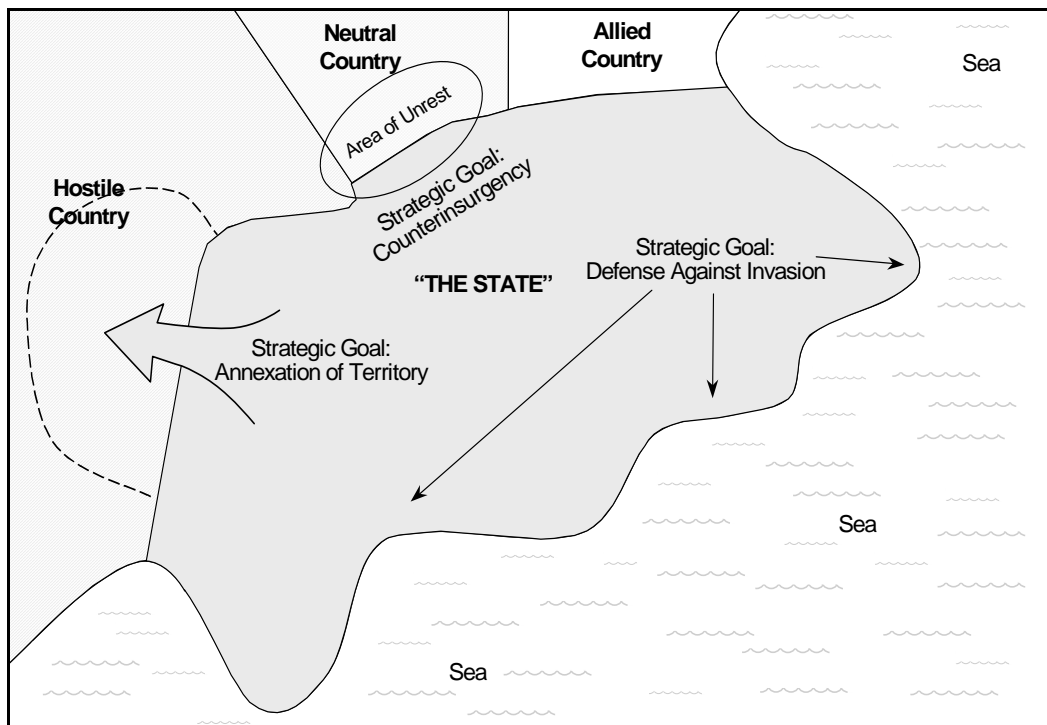 Neutral
Country
Allied
Country
Sea
Area of Unrest
Strategic Goal:
Counterinsurgency
Hostile
Country
Strategic Goal:
Defense Against Invasion
“THE STATE”
Strategic Goal:
Annexation of Territory
Sea
Sea